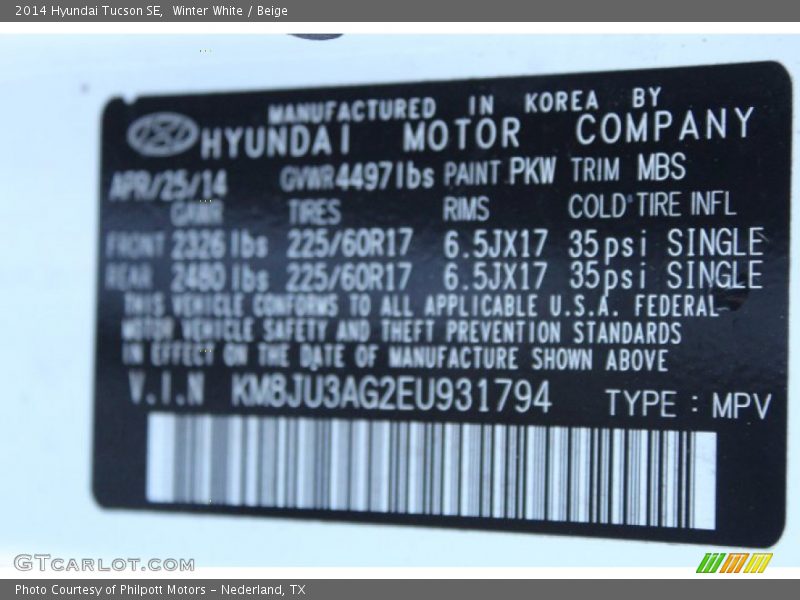 2014 Hyundai Tucson SE, Winter White / Beige
MANUFACTURED IN KOREA BY
HYUNDAI MOTOR COMPANY
APR/25/14 GVWR 4497lbs PAINT PKW TRIM MBS
GAWR TIRES RIMS COLD TIRE INFL
FRONT 2326 lbs 225/60R17 6.5JX17 35psi SINGLE
REAR 2480 lbs 225/60R17 6.5JX17 35psi SINGLE
THIS VEHICLE CONFORMS TO ALL APPLICABLE U.S.A. FEDERAL
MOTOR VEHICLE SAFETY AND THEFT PREVENTION STANDARDS
IN EFFECT ON THE DATE OF MANUFACTURE SHOWN ABOVE
V.I.N KM8JU3AG2EU931794 TYPE : MPV
GTCARLOT.COM
Photo Courtesy of Philpott Motors - Nederland, TX